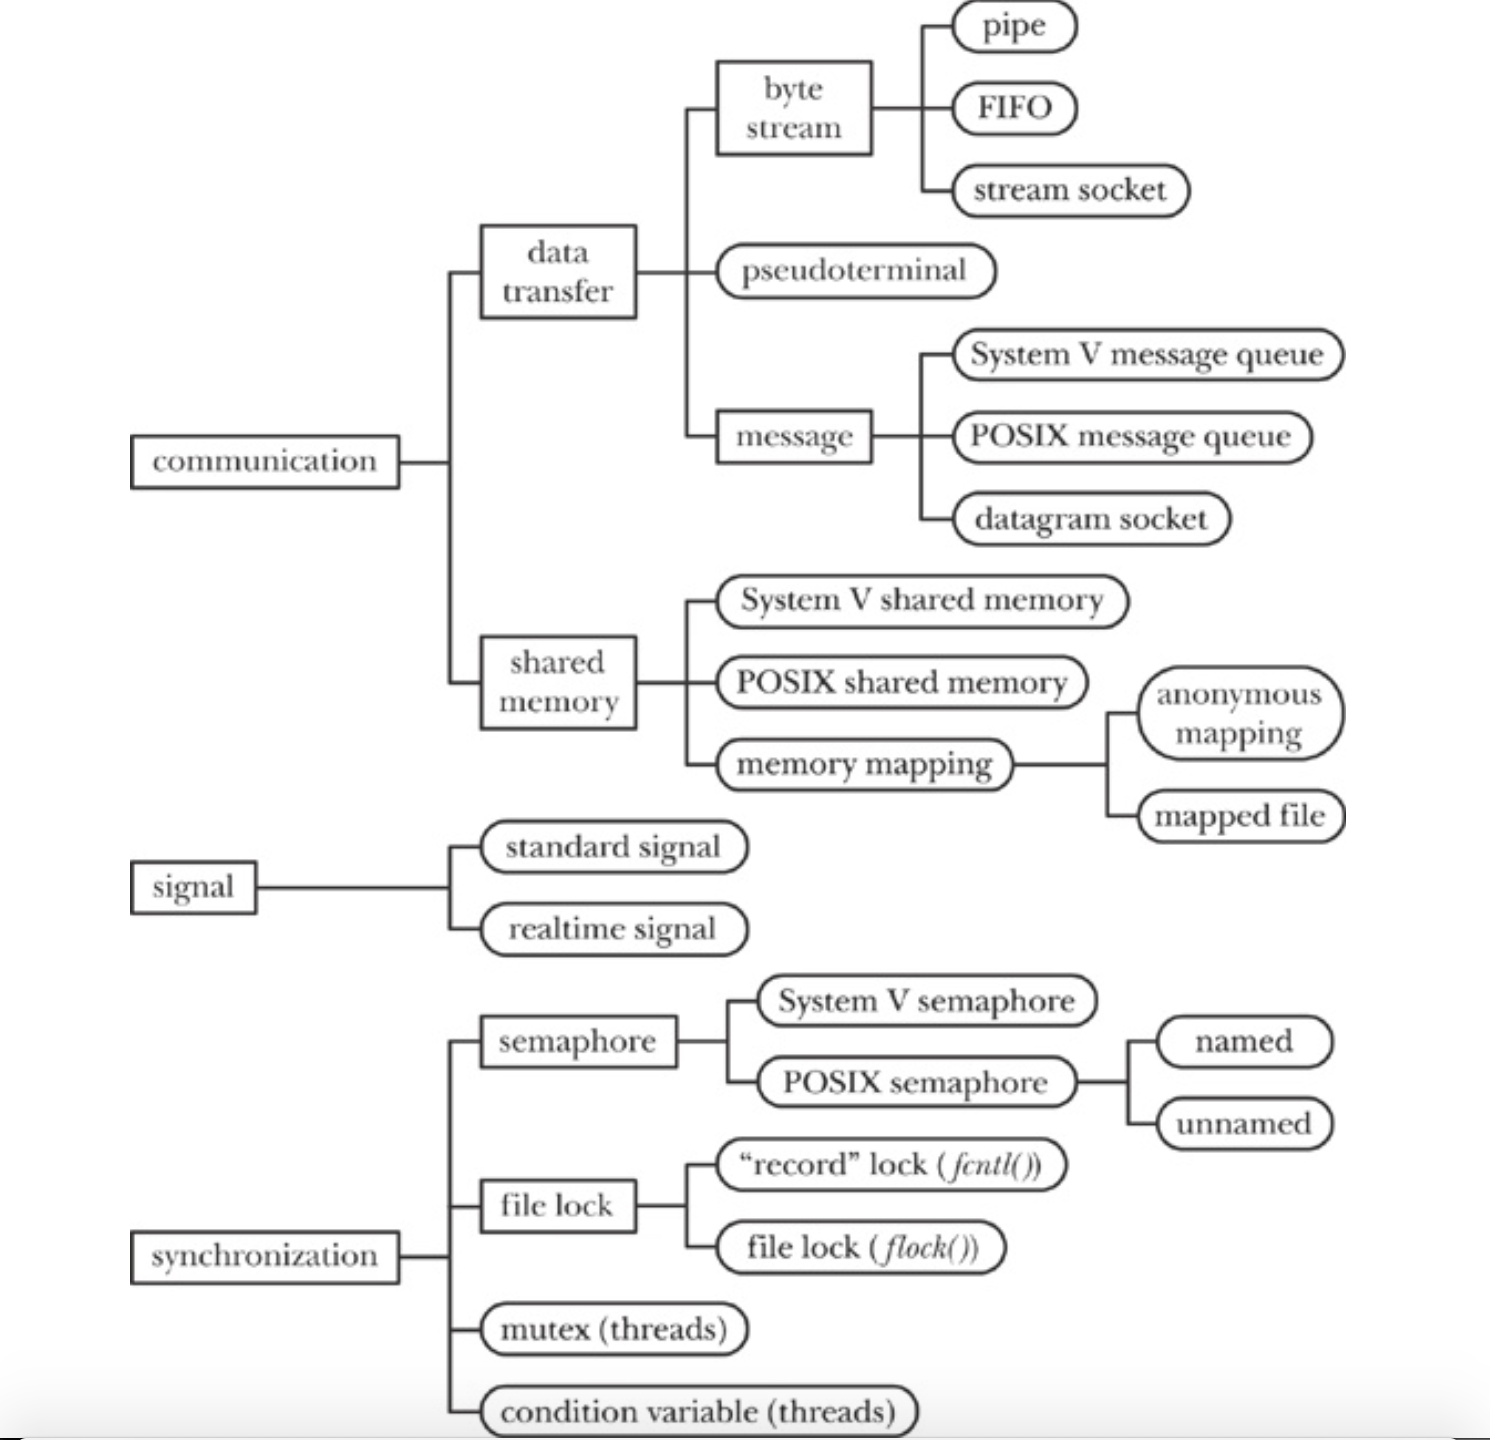 pipe
byte
stream
FIFO
stream socket
data
transfer
pseudoterminal
System V message queue
message
POSIX message queue
datagram socket
communication
System V shared memory
shared
memory
POSIX shared memory
anonymous
mapping
memory mapping
mapped file
standard signal
signal
realtime signal
System V semaphore
semaphore
named
POSIX semaphore
unnamed
“record” lock (fcntl())
file lock
file lock (flock())
synchronization
mutex (threads)
condition variable (threads)